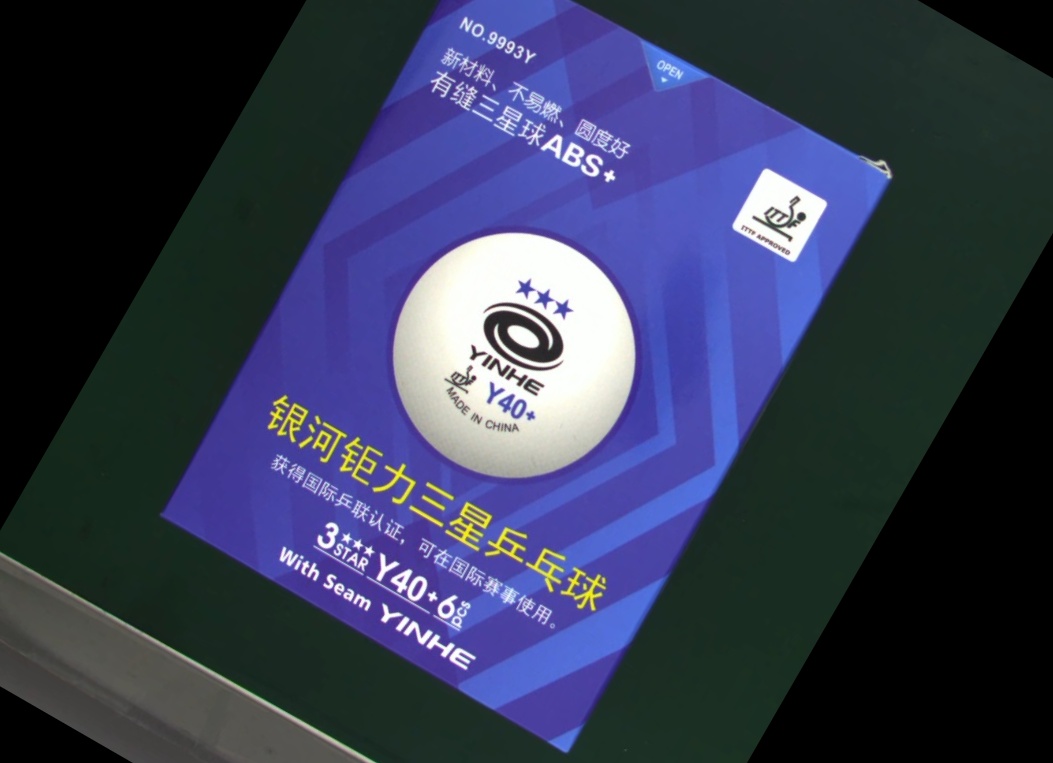 NO.9993Y
OPEN
新材料、不易燃、圆度好
有缝三星球ABS+
ITTF
ITTF APPROVED
YINHE
ITTF Y40+
MADE IN CHINA
银河钜力三星乒乓球
获得国际乒联认证，可在国际赛事使用。
3 STAR Y40+ 6PCS
With Seam YINHE